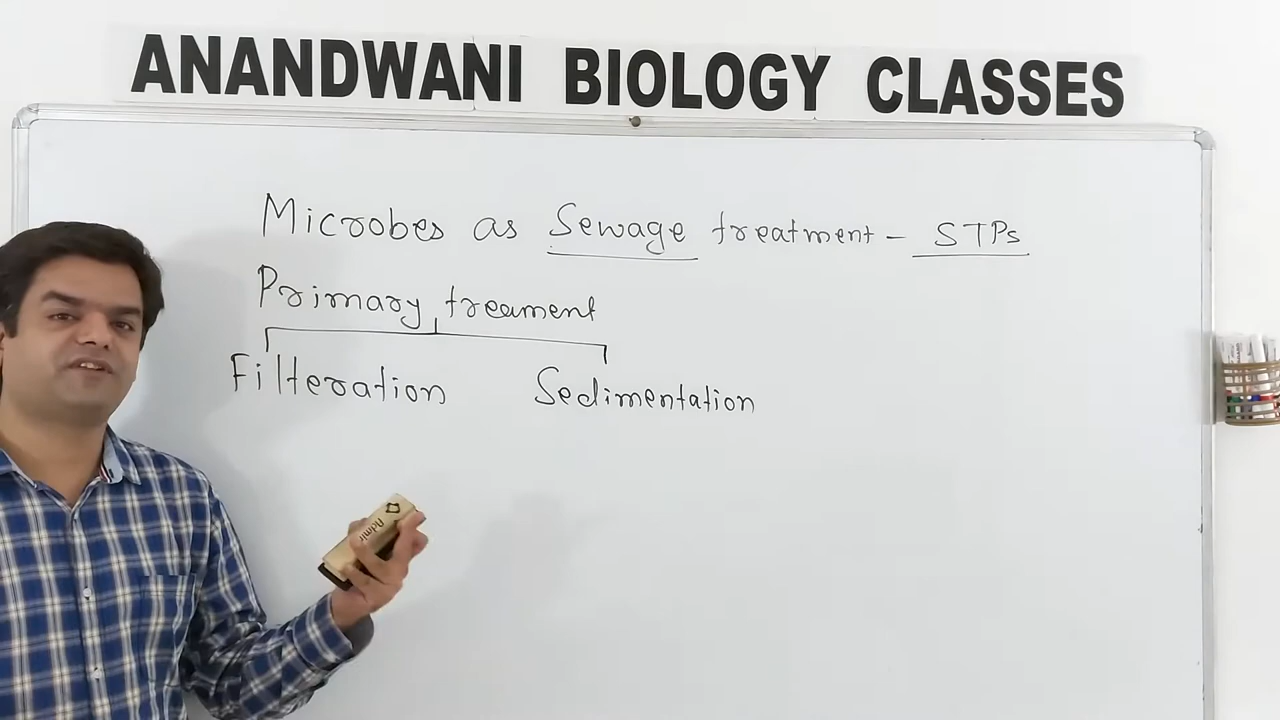 ANANDWANI BIOLOGY CLASSES
Microbes as Sewage treatment - STPs
Primary treament
Filteration Sedimentation